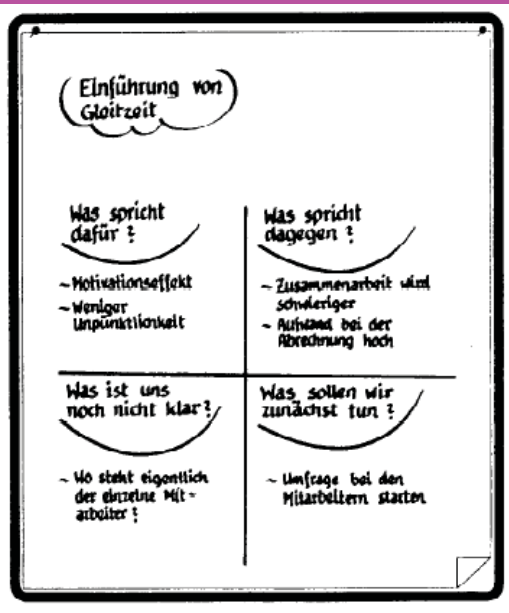 Einführung von
Gleitzeit
Was spricht
dafür?
~ Motivationseffekt
~ Weniger
Unpünktlichkeit
Was spricht
dagegen?
~ Zusammenarbeit wird
schwieriger
~ Aufwand bei der
Abrechnung hoch
Was ist uns
noch nicht klar?
~ Wo steht eigentlich
der einzelne Mit-
arbeiter?
Was sollen wir
zunächst tun?
~ Umfrage bei den
Mitarbeitern starten